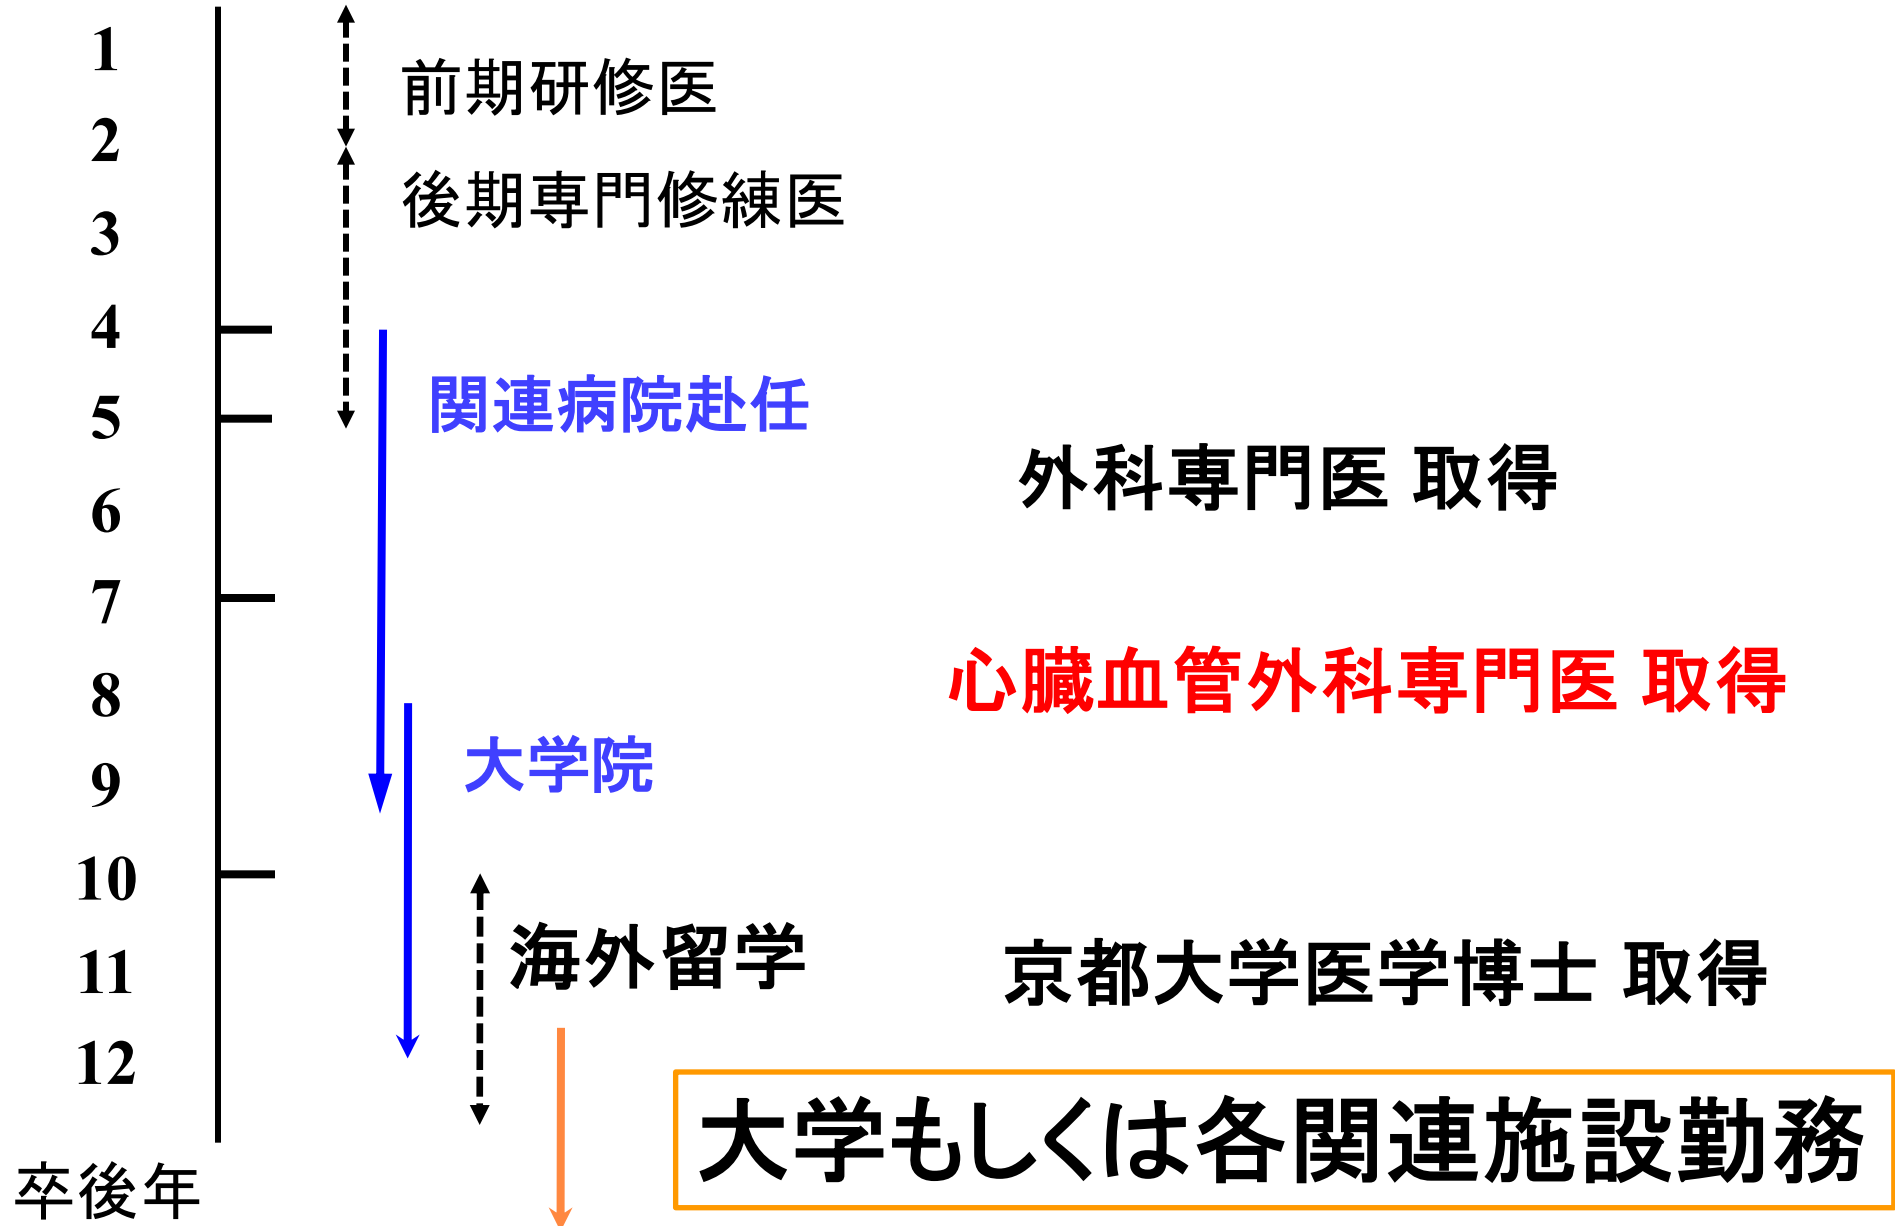 1
前期研修医
2
後期専門修練医
3
4
関連病院赴任
5
外科専門医 取得
6
7
心臓血管外科専門医 取得
8
大学院
9
10
海外留学
京都大学医学博士 取得
11
12
大学もしくは各関連施設勤務
卒後年